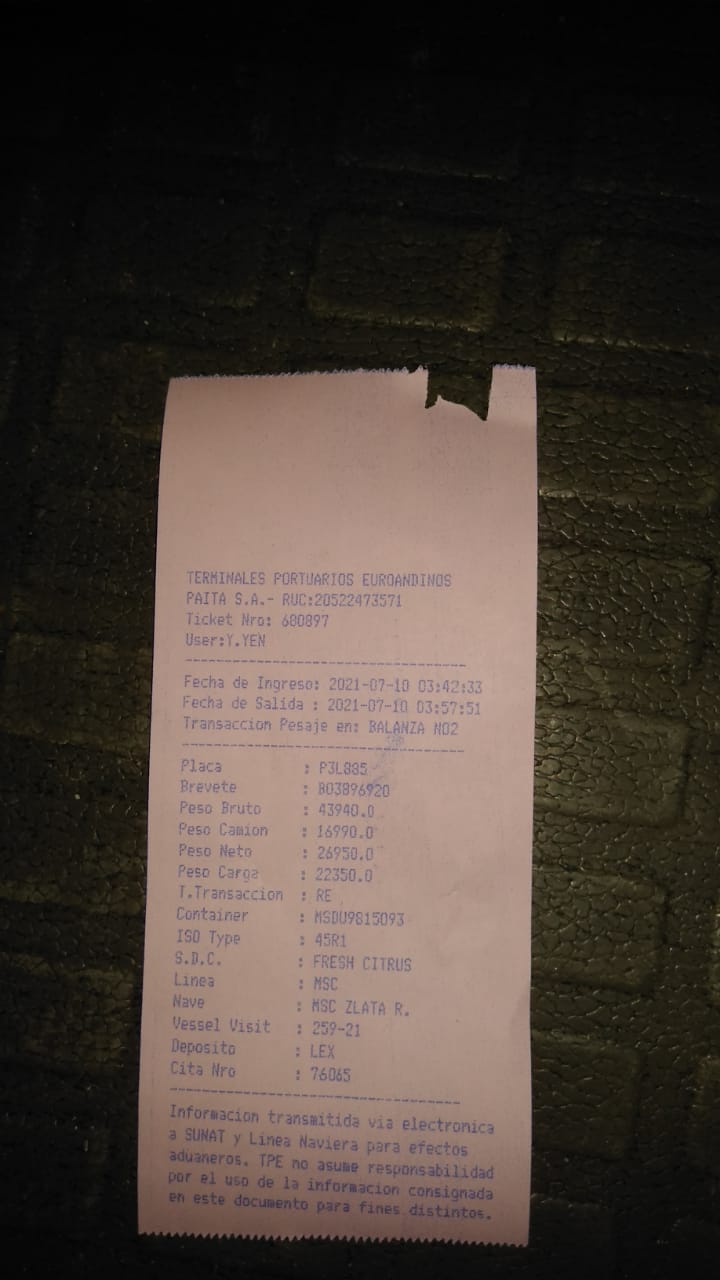 TERMINALES PORTUARIOS EUROANDINOS
PAITA S.A.- RUC:20522473571
Ticket Nro: 680897
User:Y.YEN
--------------------------------------------
Fecha de Ingreso: 2021-07-10 03:42:33
Fecha de Salida : 2021-07-10 03:57:51
Transaccion Pesaje en: BALANZA NO2
--------------------------------------------
Placa : P3L885
Brevete : B03896920
Peso Bruto : 43940.0
Peso Camion : 16990.0
Peso Neto : 26950.0
Peso Carga : 22350.0
T.Transaccion : RE
Container : MSDU9815093
ISO Type : 45R1
S.D.C. : FRESH CITRUS
Linea : MSC
Nave : MSC ZLATA R.
Vessel Visit : 259-21
Deposito : LEX
Cita Nro : 76065
--------------------------------------------
Informacion transmitida via electronica
a SUNAT y Linea Naviera para efectos
aduaneros. TPE no asume responsabilidad
por el uso de la informacion consignada
en este documento para fines distintos.